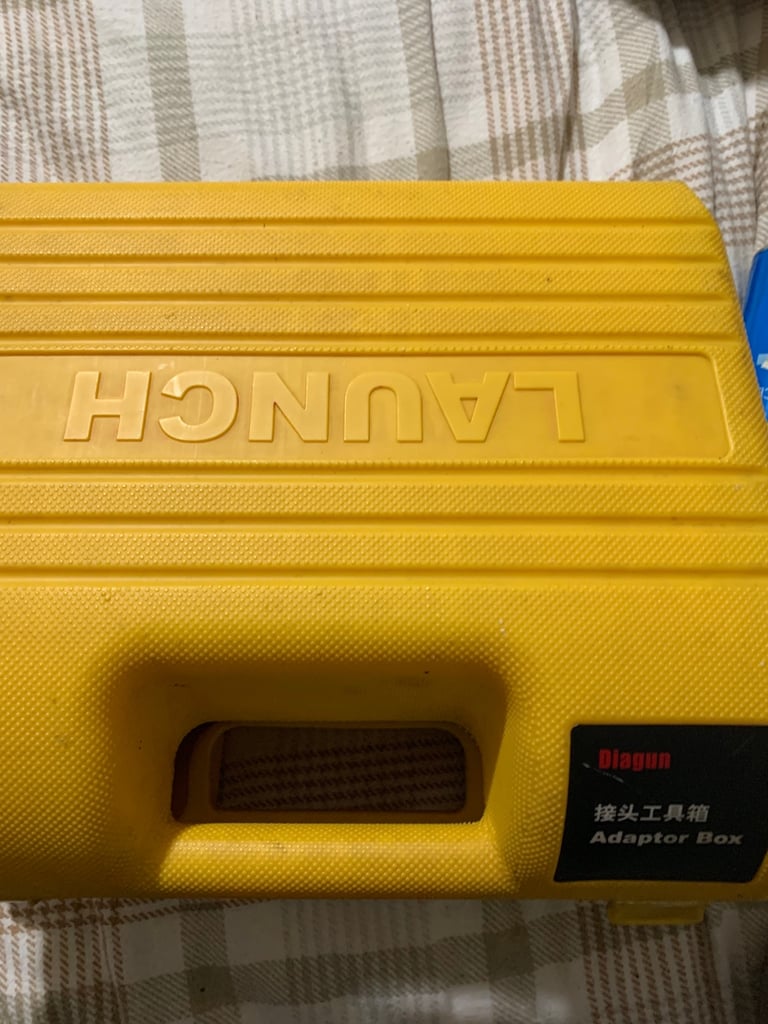 LAUNCH
Diagun
接头工具箱
Adaptor Box